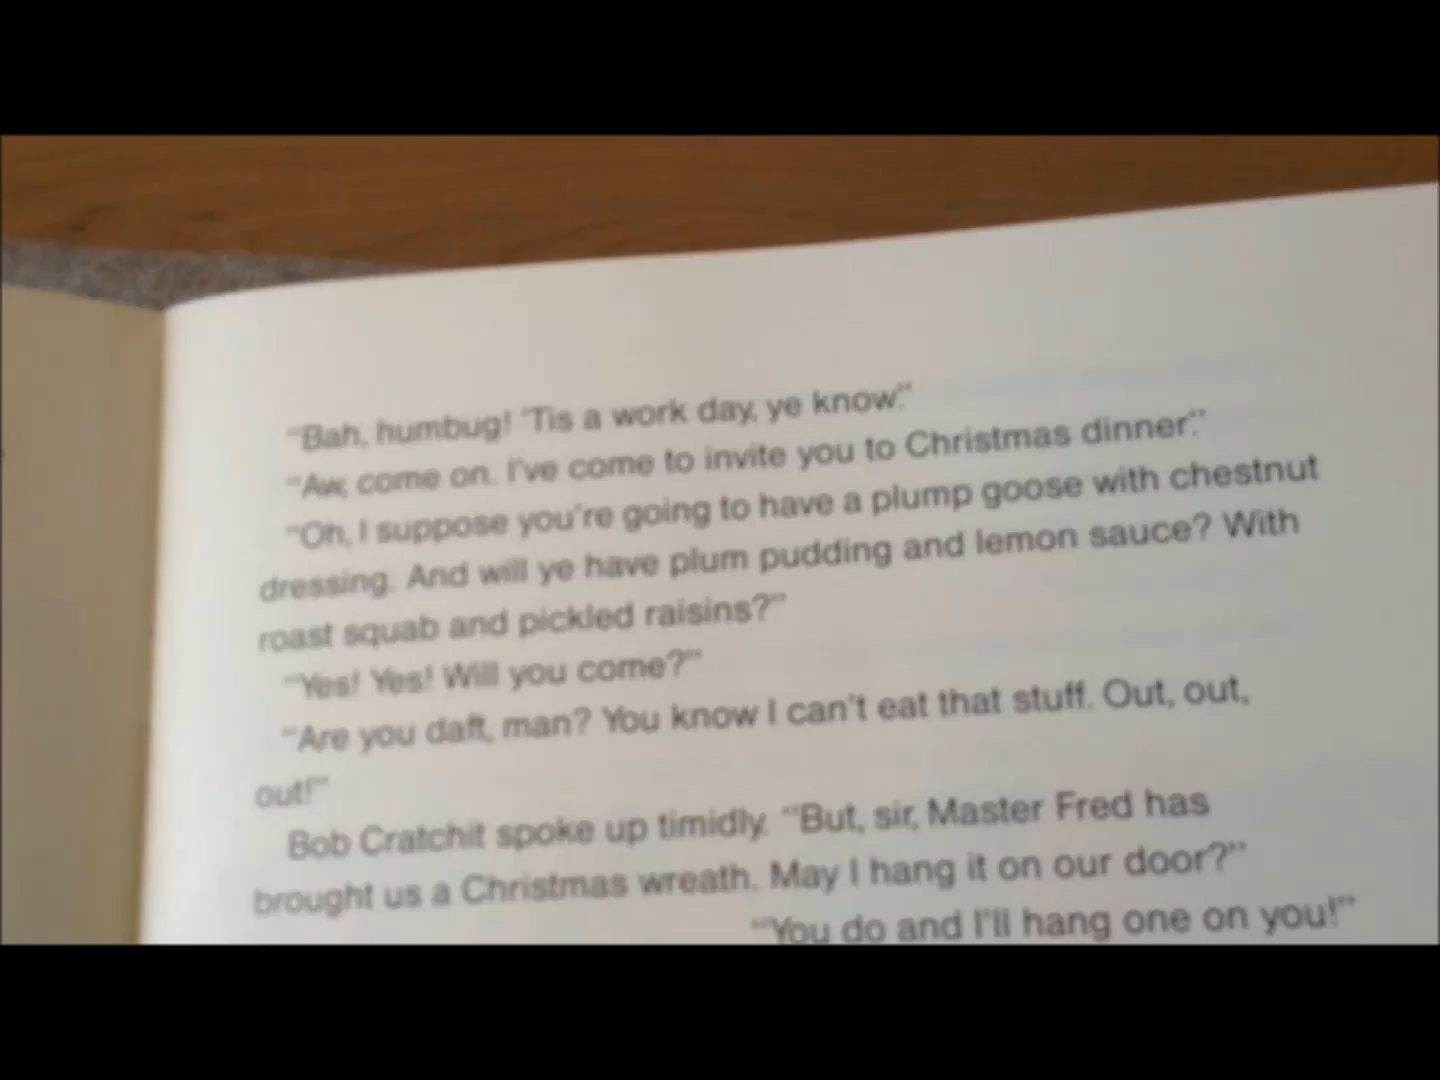 "Bah, humbug! 'Tis a work day, ye know."
"Aw, come on. I've come to invite you to Christmas dinner."
"Oh, I suppose you're going to have a plump goose with chestnut
dressing. And will ye have plum pudding and lemon sauce? With
roast squab and pickled raisins?"
"Yes! Yes! Will you come?"
"Are you daft, man? You know I can't eat that stuff. Out, out,
out!"
Bob Cratchit spoke up timidly. "But, sir, Master Fred has
brought us a Christmas wreath. May I hang it on our door?"
"You do and I'll hang one on you!"